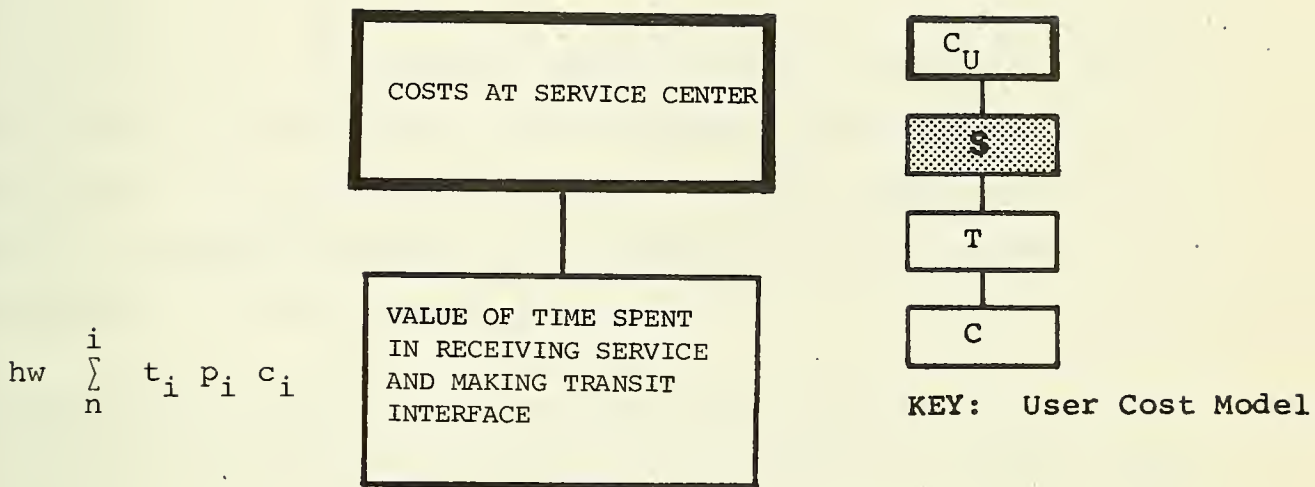 COSTS AT SERVICE CENTER
VALUE OF TIME SPENT
IN RECEIVING SERVICE
AND MAKING TRANSIT
INTERFACE
i
hw ∑ t_i p_i c_i
n
C_U
S
T
C
KEY: User Cost Model